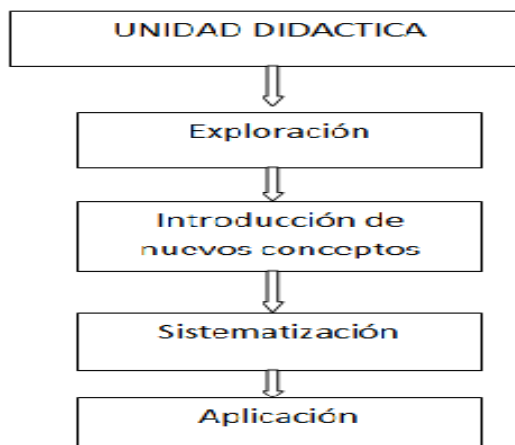 UNIDAD DIDACTICA
Exploración
Introducción de
nuevos conceptos
Sistematización
Aplicación